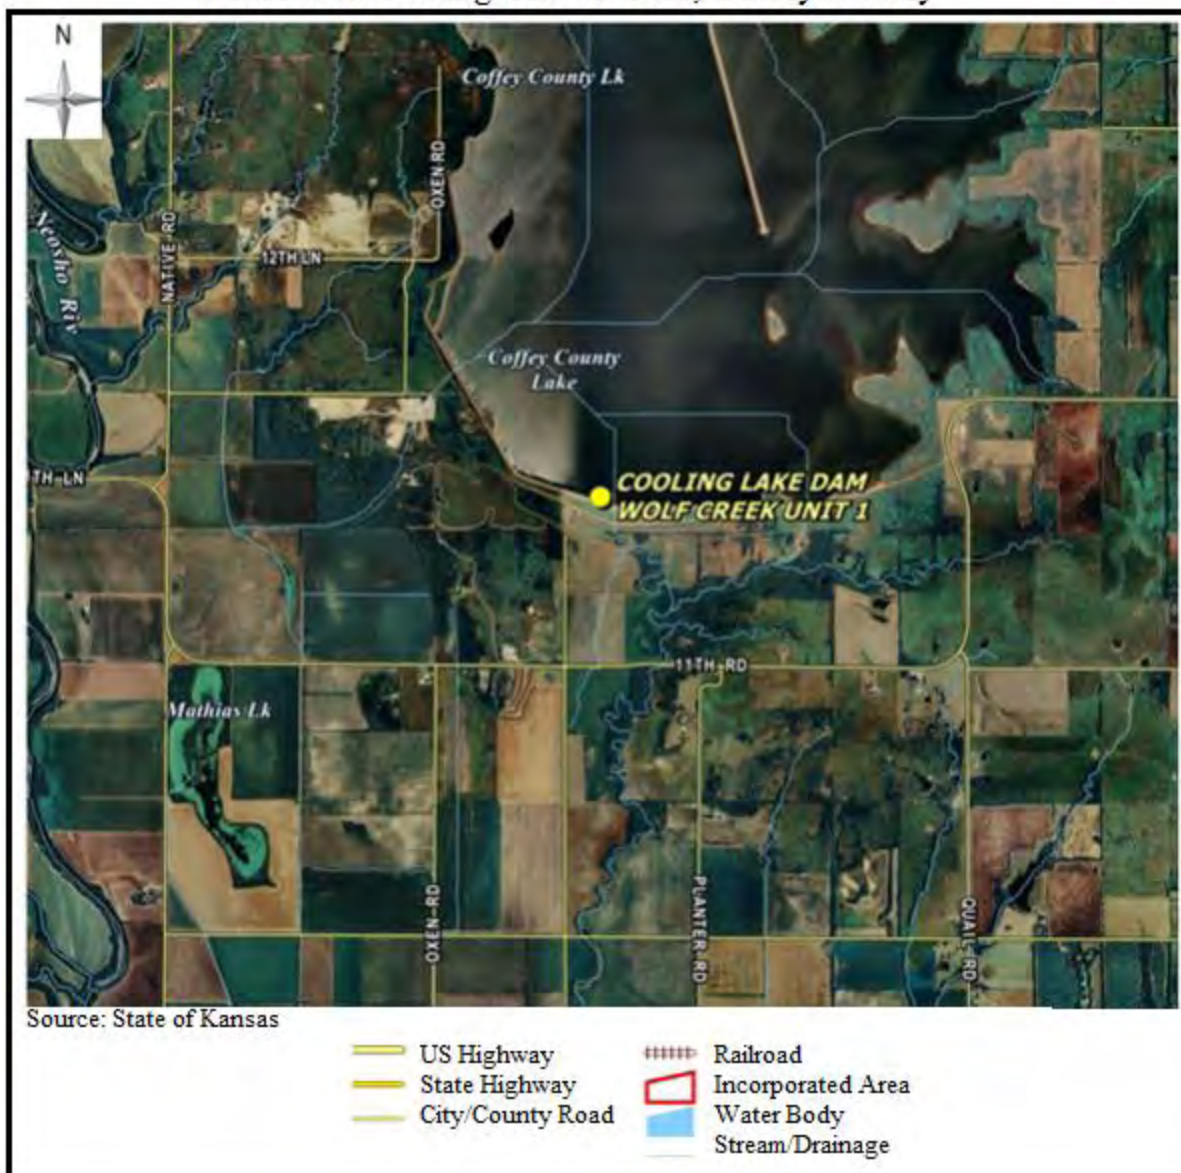 N
Coffey County Lk
OXEN RD
NATIVE RD
Neosho Riv
12TH LN
Coffey County
Lake
TH LN
COOLING LAKE DAM
WOLF CREEK UNIT 1
11TH RD
Mathias Lk
OXEN RD
PLANTER RD
QUAIL RD
Source: State of Kansas
US Highway
State Highway
City/County Road
Railroad
Incorporated Area
Water Body
Stream/Drainage